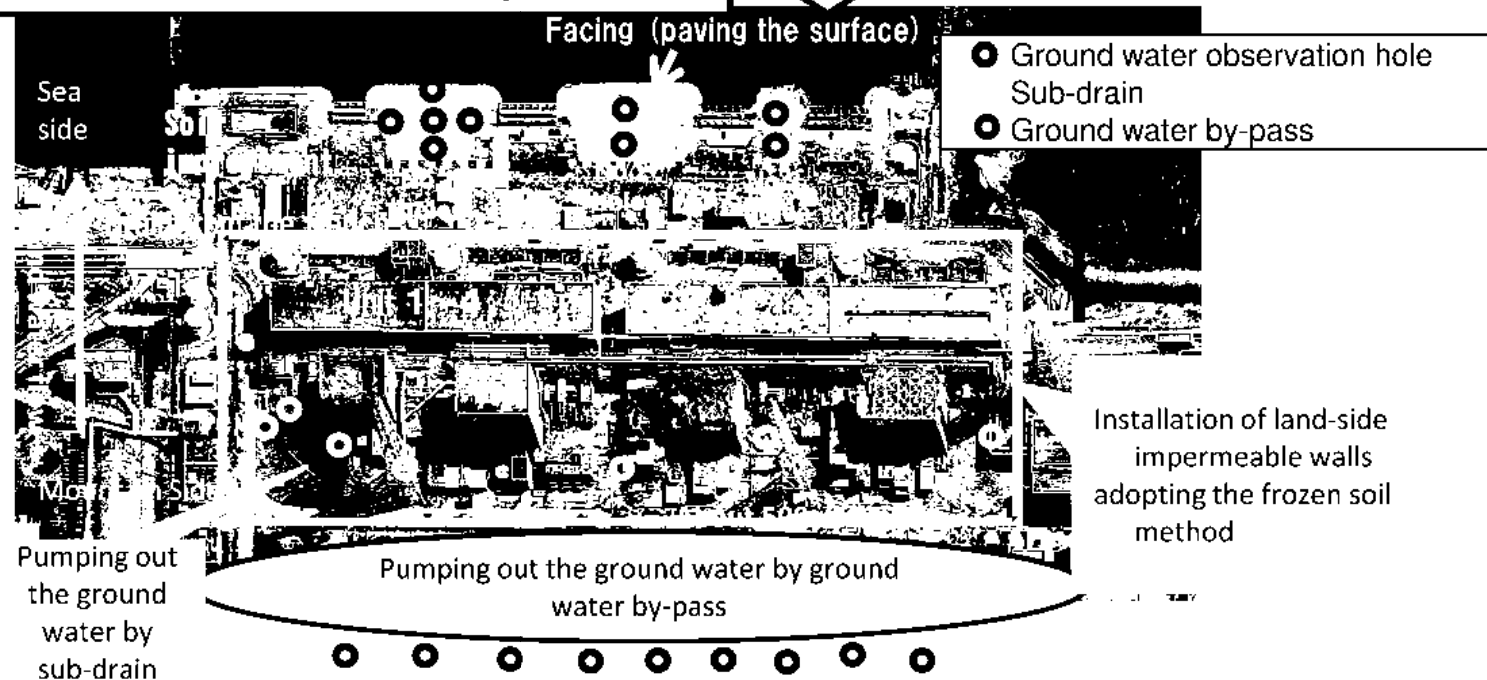 Facing (paving the surface)
Ground water observation hole
Sub-drain
Ground water by-pass
Sea
side
Soil
Unit 1
Side
Installation of land-side
impermeable walls
adopting the frozen soil
method
Pumping out
the ground
water by
sub-drain
Pumping out the ground water by ground
water by-pass